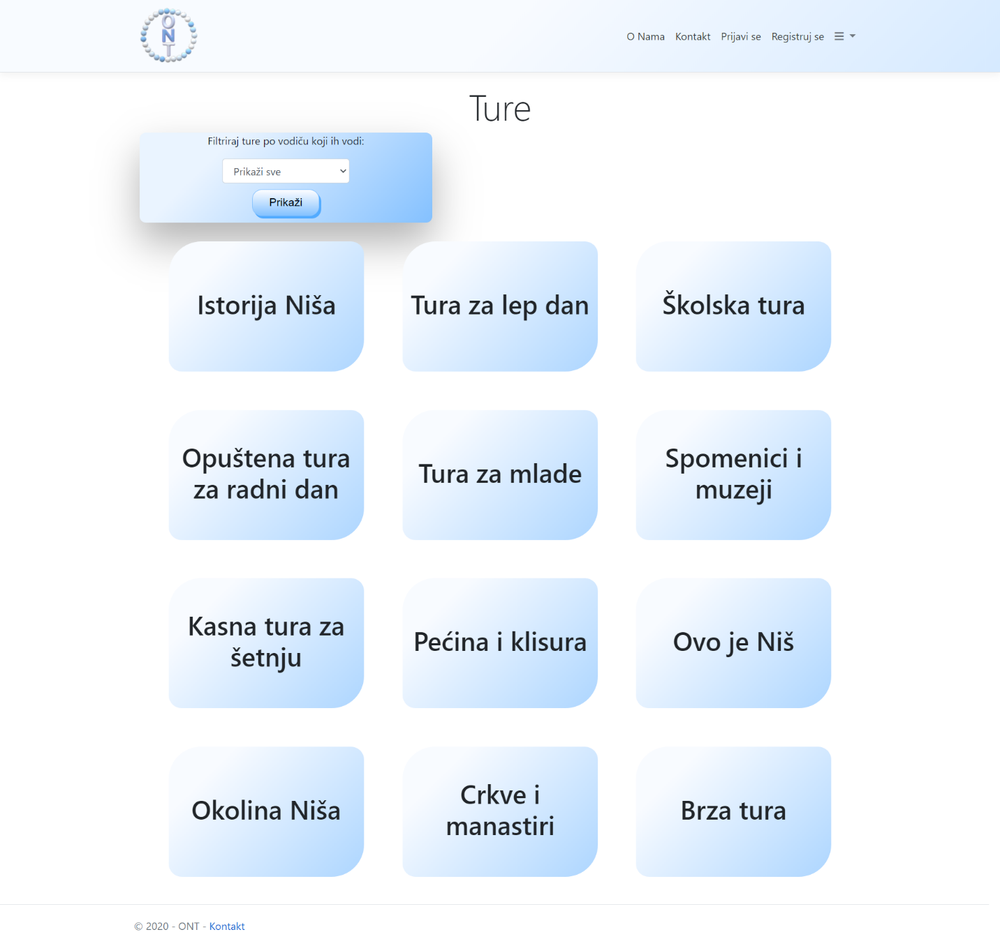 ONT
O Nama Kontakt Prijavi se Registruj se
Ture
Filtriraj ture po vodiču koji ih vodi:
Prikaži sve
Prikaži
Istorija Niša
Tura za lep dan
Školska tura
Opuštena tura
za radni dan
Tura za mlade
Spomenici i
muzeji
Kasna tura za
šetnju
Pećina i klisura
Ovo je Niš
Okolina Niša
Crkve i
manastiri
Brza tura
© 2020 - ONT - Kontakt